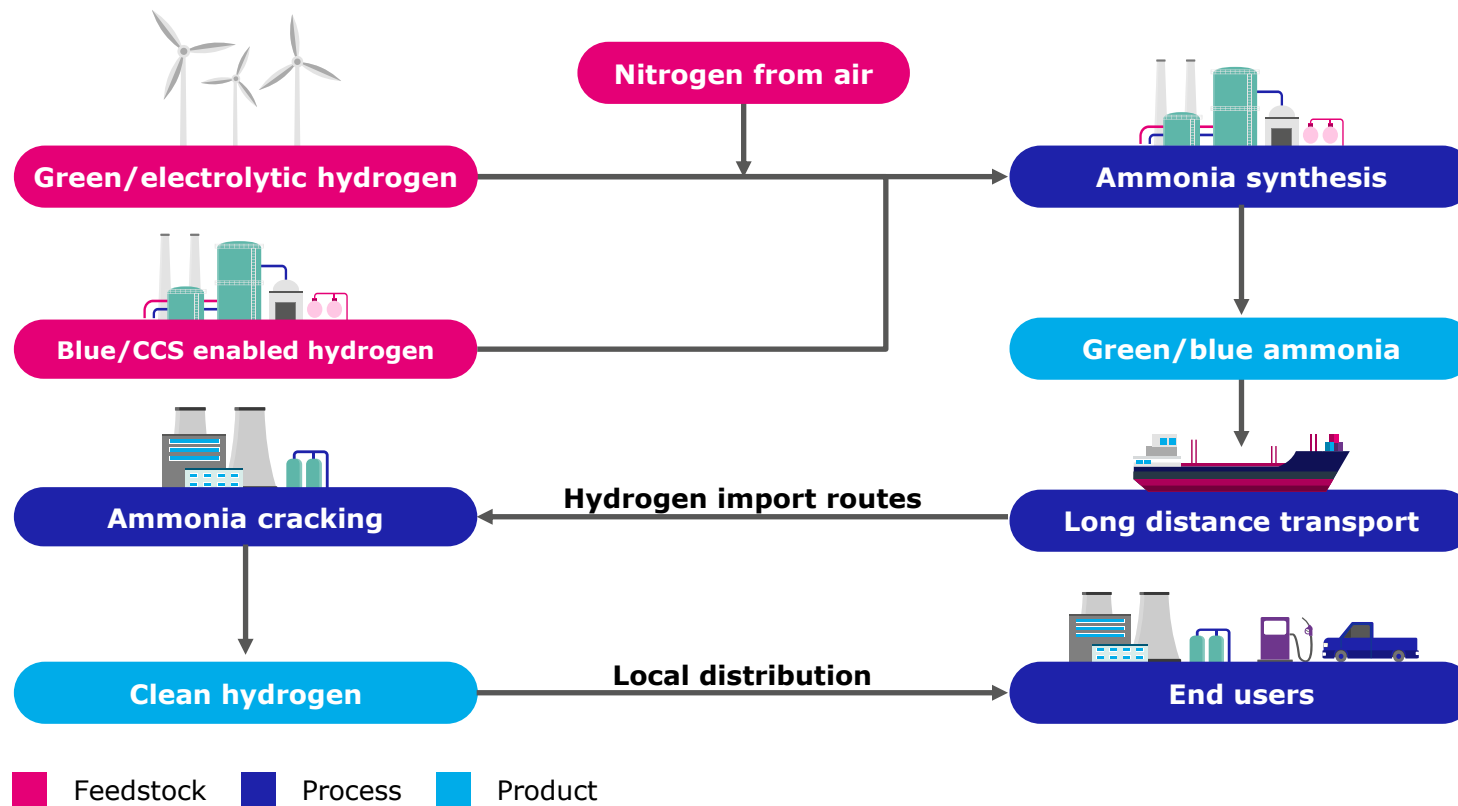 Nitrogen from air
Green/electrolytic hydrogen
Ammonia synthesis
Blue/CCS enabled hydrogen
Green/blue ammonia
Ammonia cracking
Hydrogen import routes
Long distance transport
Clean hydrogen
Local distribution
End users
Feedstock
Process
Product